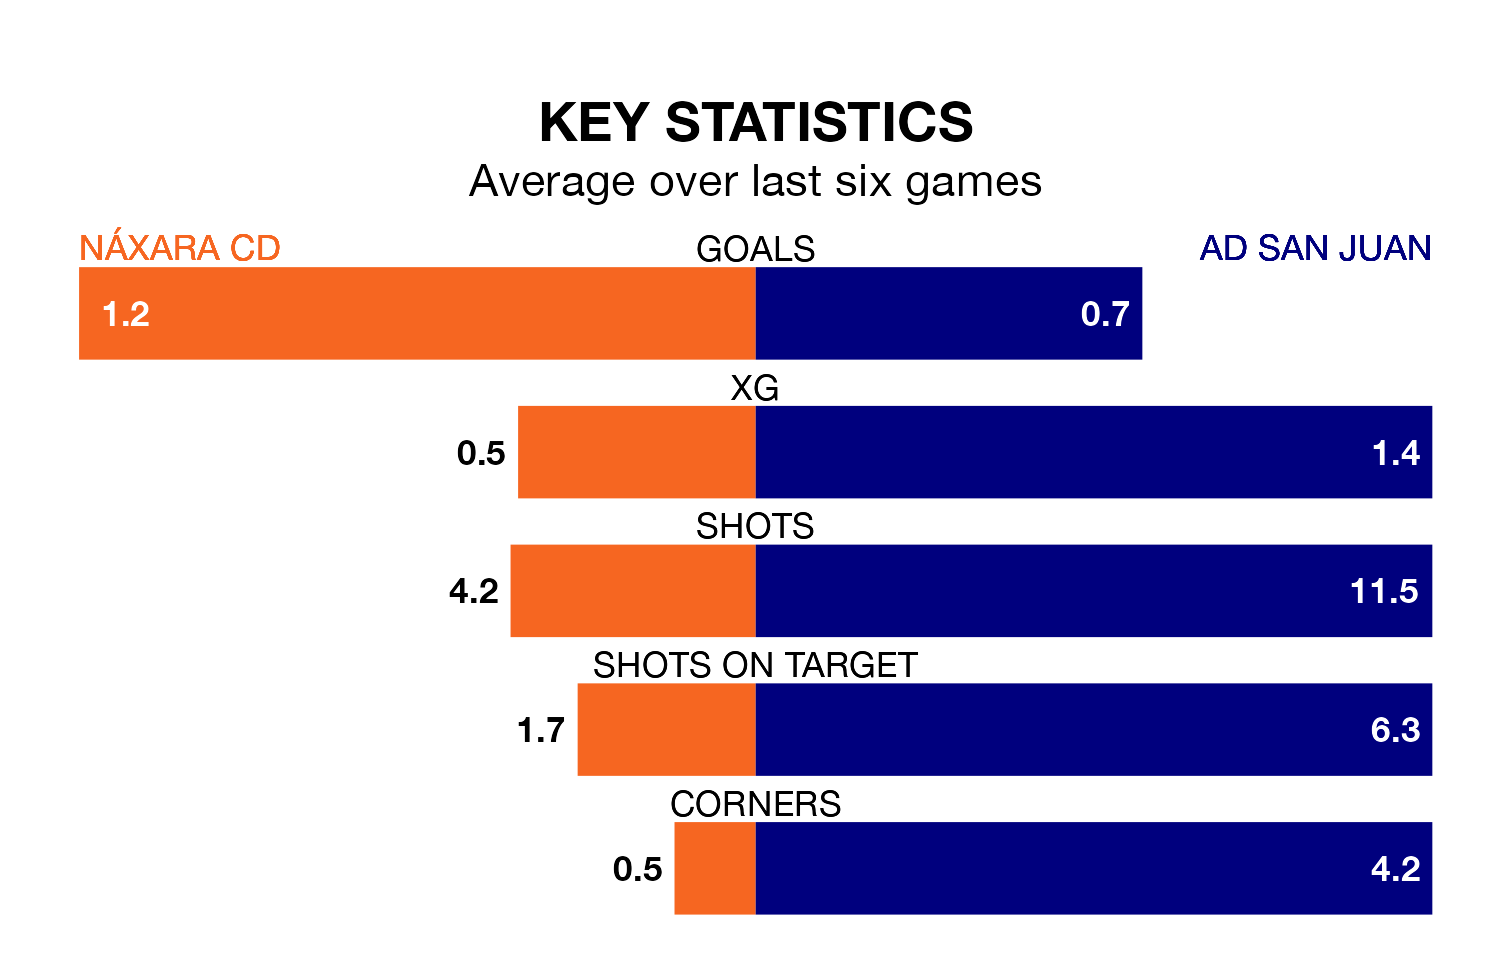 KEY STATISTICS
Average over last six games
NÁXARA CD GOALS AD SAN JUAN
1.2 0.7
XG
0.5 1.4
SHOTS
4.2 11.5
SHOTS ON TARGET
1.7 6.3
CORNERS
0.5 4.2